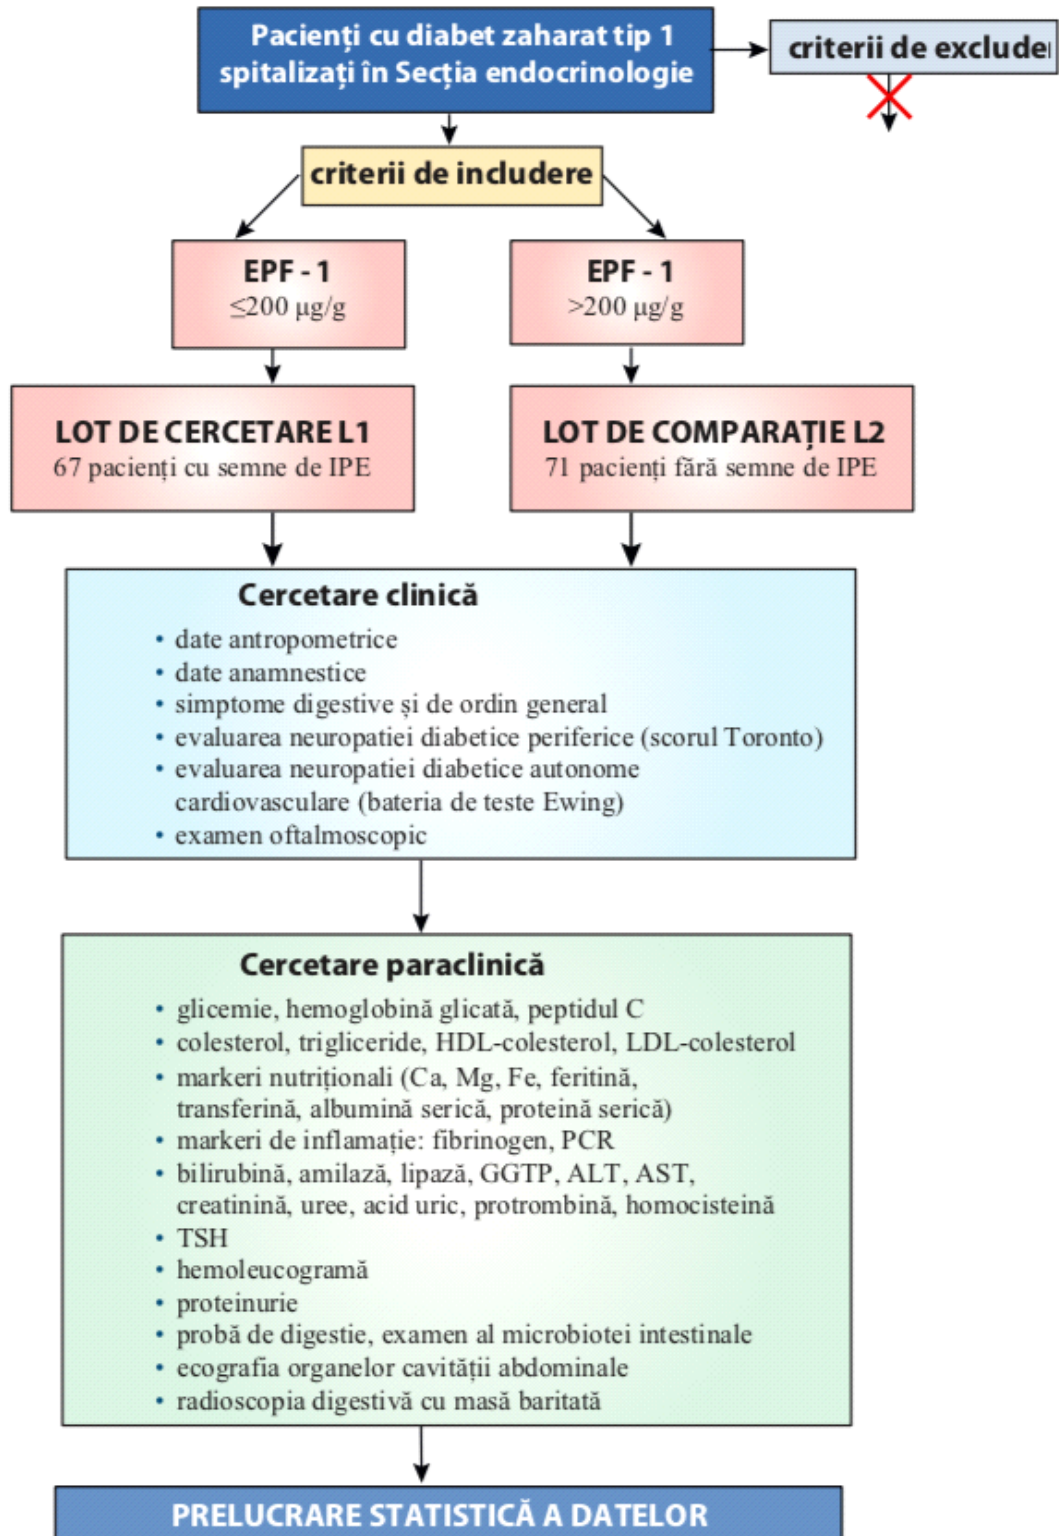 Pacienți cu diabet zaharat tip 1
spitalizați în Secția endocrinologie
criterii de excluder
criterii de includere
EPF - 1
≤200 μg/g
EPF - 1
>200 μg/g
LOT DE CERCETARE L1
67 pacienți cu semne de IPE
LOT DE COMPARAȚIE L2
71 pacienți fără semne de IPE
Cercetare clinică
• date antropometrice
• date anamnestice
• simptome digestive și de ordin general
• evaluarea neuropatiei diabetice periferice (scorul Toronto)
• evaluarea neuropatiei diabetice autonome
cardiovasculare (bateria de teste Ewing)
• examen oftalmoscopic
Cercetare paraclinică
• glicemie, hemoglobină glicată, peptidul C
• colesterol, trigliceride, HDL-colesterol, LDL-colesterol
• markeri nutriționali (Ca, Mg, Fe, feritină,
transferină, albumină serică, proteină serică)
• markeri de inflamație: fibrinogen, PCR
• bilirubină, amilază, lipază, GGTP, ALT, AST,
creatinină, uree, acid uric, protrombină, homocisteină
• TSH
• hemoleucogramă
• proteinurie
• probă de digestie, examen al microbiotei intestinale
• ecografia organelor cavității abdominale
• radioscopia digestivă cu masă baritată
PRELUCRARE STATISTICĂ A DATELOR